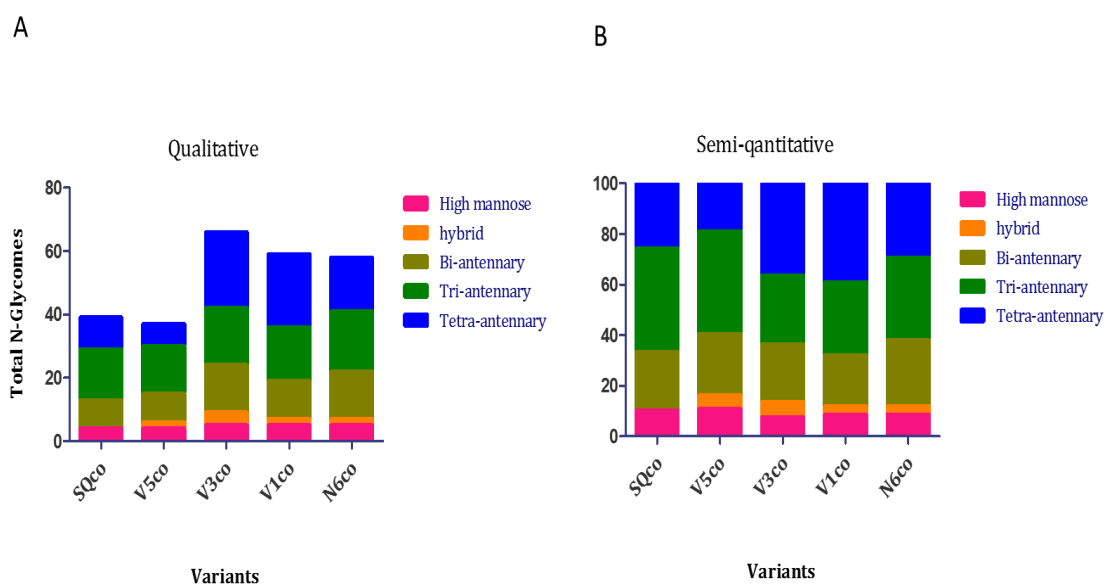 A
Qualitative
Total N-Glycomes
80
60
40
20
0
SQco
V5co
V3co
V1co
N6co
Variants
High mannose
hybrid
Bi-antennary
Tri-antennary
Tetra-antennary
B
Semi-qantitative
100
80
60
40
20
0
SQco
V5co
V3co
V1co
N6co
Variants
High mannose
hybrid
Bi-antennary
Tri-antennary
Tetra-antennary